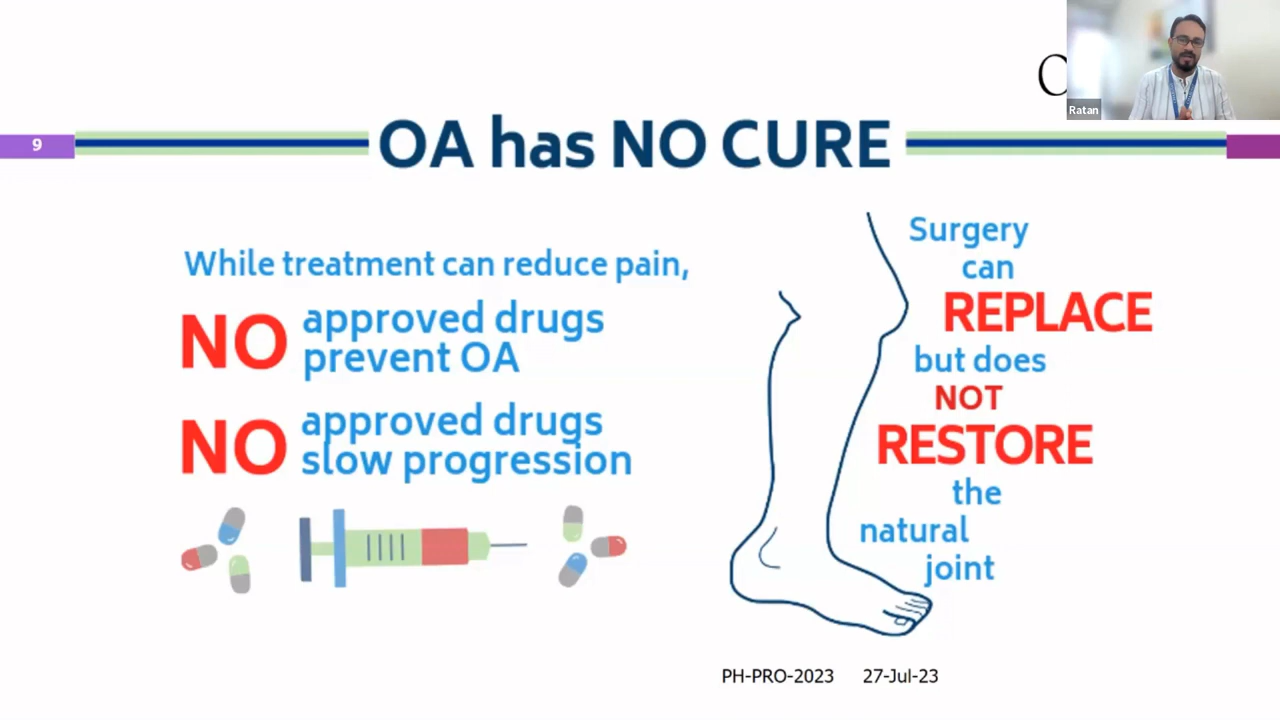 Ratan
9
OA has NO CURE
While treatment can reduce pain,
NO approved drugs
prevent OA
NO approved drugs
slow progression
Surgery
can
REPLACE
but does
NOT
RESTORE
the
natural
joint
PH-PRO-2023 27-Jul-23